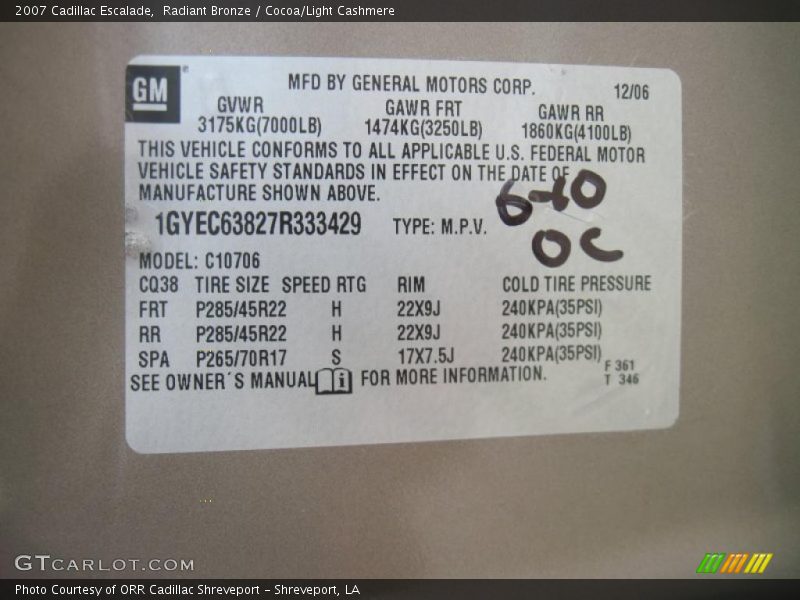 2007 Cadillac Escalade, Radiant Bronze / Cocoa/Light Cashmere
GM
MFD BY GENERAL MOTORS CORP. 12/06
GVWR GAWR FRT GAWR RR
3175KG(7000LB) 1474KG(3250LB) 1860KG(4100LB)
THIS VEHICLE CONFORMS TO ALL APPLICABLE U.S. FEDERAL MOTOR
VEHICLE SAFETY STANDARDS IN EFFECT ON THE DATE OF
MANUFACTURE SHOWN ABOVE.
6-10
OC
1GYEC63827R333429 TYPE: M.P.V.
MODEL: C10706
CQ38 TIRE SIZE SPEED RTG RIM COLD TIRE PRESSURE
FRT P285/45R22 H 22X9J 240KPA(35PSI)
RR P285/45R22 H 22X9J 240KPA(35PSI)
SPA P265/70R17 S 17X7.5J 240KPA(35PSI)
SEE OWNER´S MANUAL i FOR MORE INFORMATION.
F 361
T 346
GTCARLOT.COM
Photo Courtesy of ORR Cadillac Shreveport - Shreveport, LA